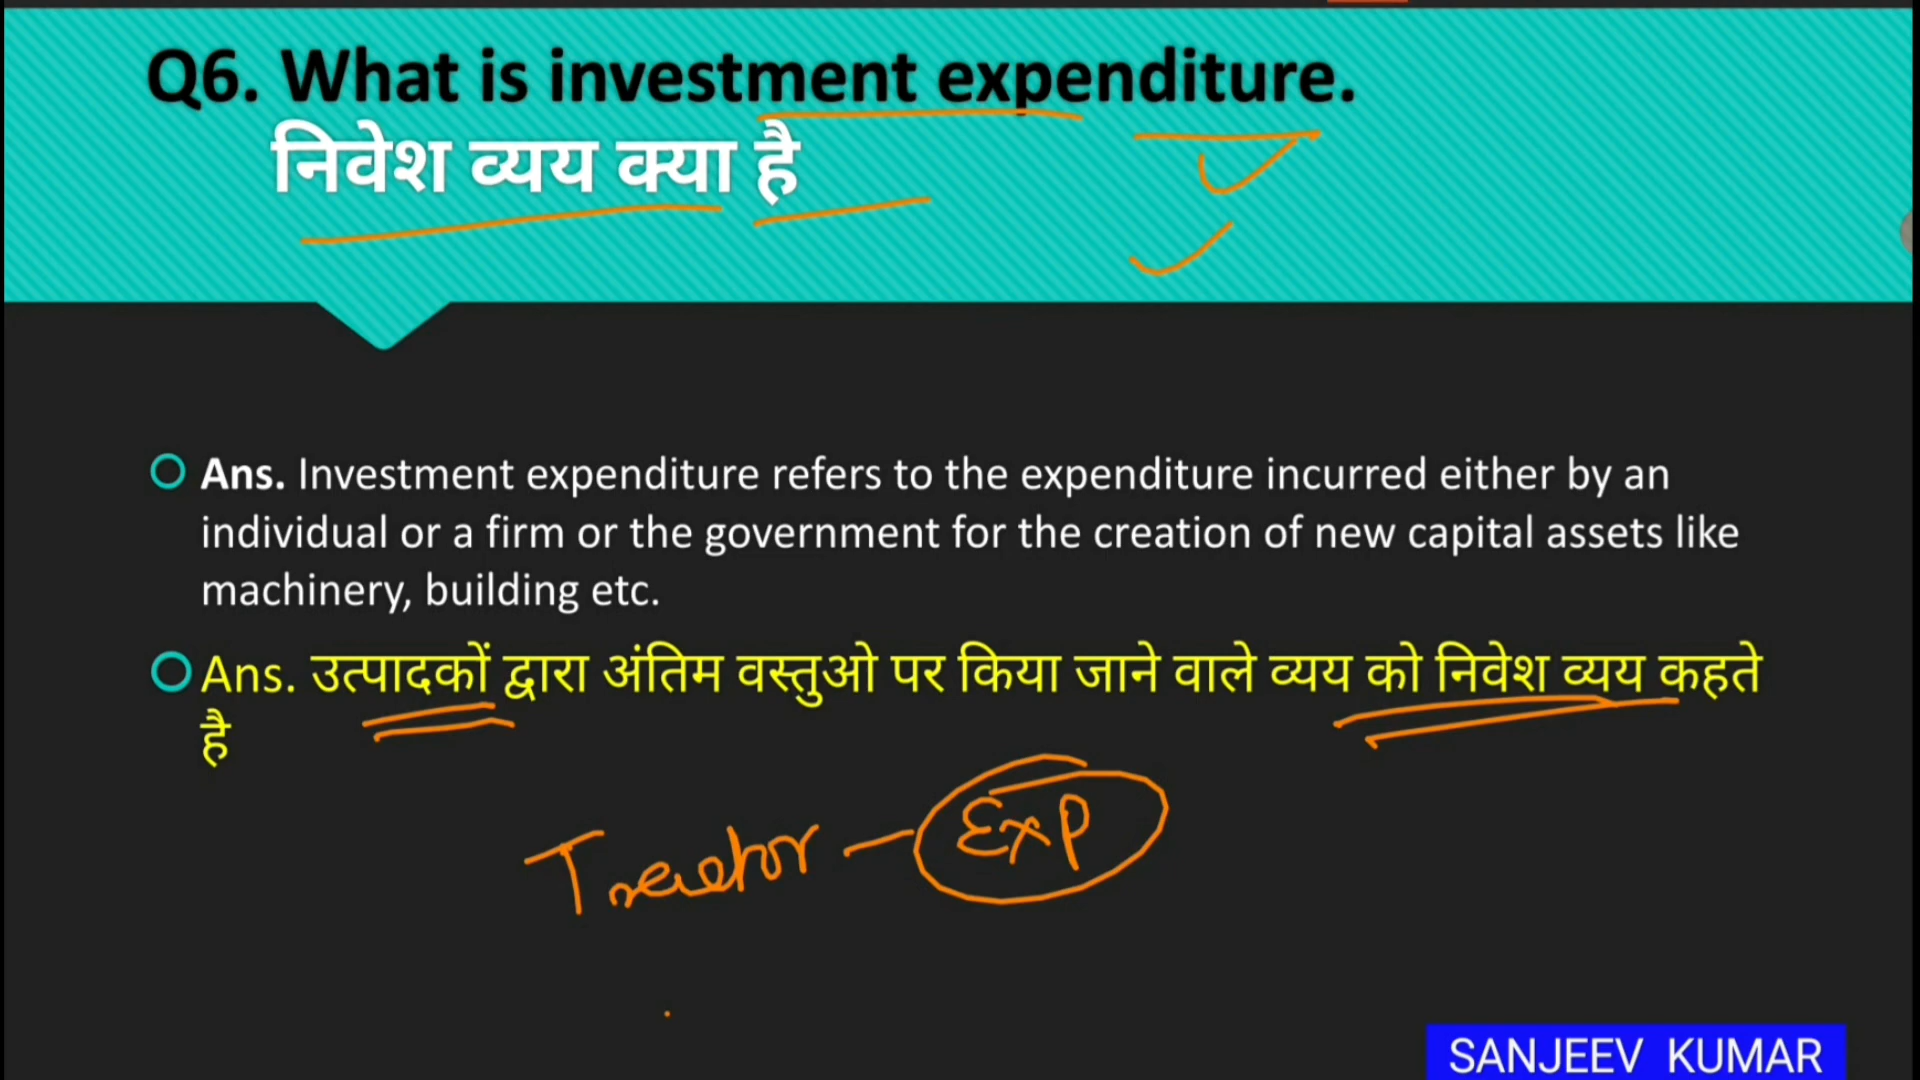 Q6. What is investment expenditure.
निवेश व्यय क्या है
Ans. Investment expenditure refers to the expenditure incurred either by an
individual or a firm or the government for the creation of new capital assets like
machinery, building etc.
Ans. उत्पादकों द्वारा अंतिम वस्तुओ पर किया जाने वाले व्यय को निवेश व्यय कहते
है
Tractor - Exp
SANJEEV KUMAR